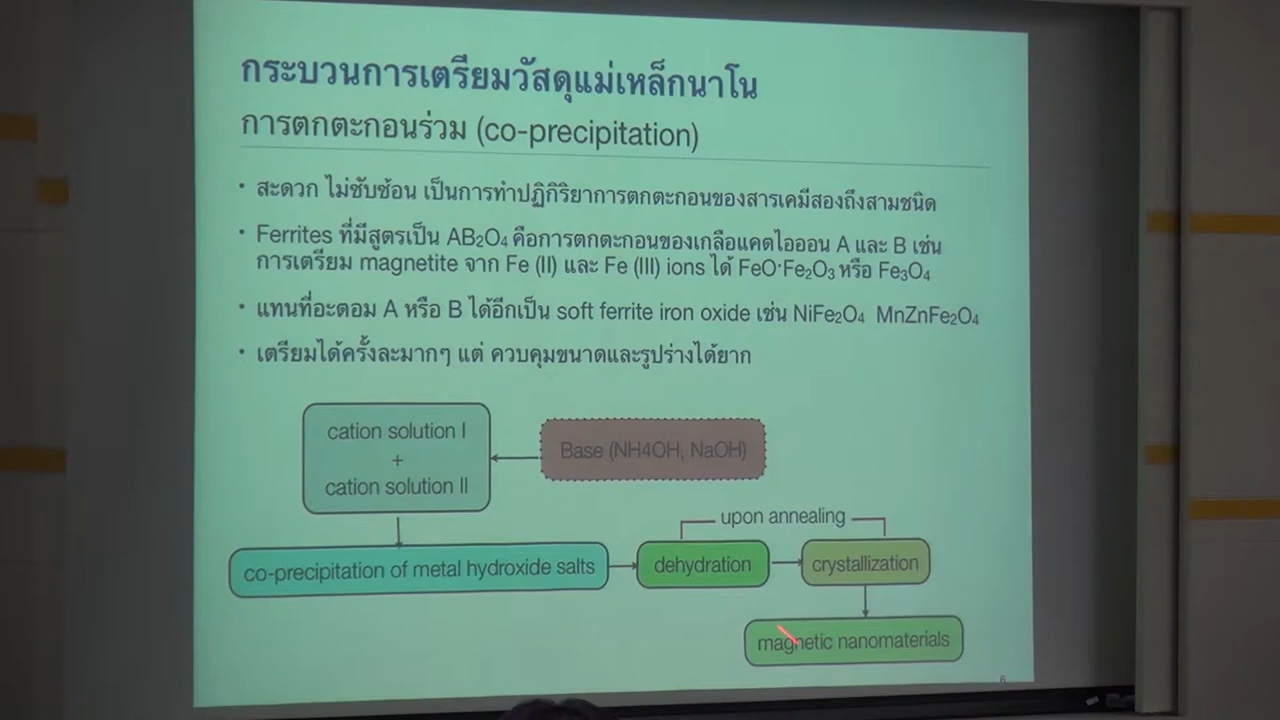 กระบวนการเตรียมวัสดุแม่เหล็กนาโน
การตกตะกอนร่วม (co-precipitation)
• สะดวก ไม่ซับซ้อน เป็นการทำปฏิกิริยาการตกตะกอนของสารเคมีสองถึงสามชนิด
• Ferrites ที่มีสูตรเป็น AB₂O₄ คือการตกตะกอนของเกลือแคตไอออน A และ B เช่น
การเตรียม magnetite จาก Fe (II) และ Fe (III) ions ได้ FeO·Fe₂O₃ หรือ Fe₃O₄
• แทนที่อะตอม A หรือ B ได้อีกเป็น soft ferrite iron oxide เช่น NiFe₂O₄ MnZnFe₂O₄
• เตรียมได้ครั้งละมากๆ แต่ ควบคุมขนาดและรูปร่างได้ยาก
cation solution I
+
cation solution II
Base (NH4OH, NaOH)
upon annealing
co-precipitation of metal hydroxide salts
dehydration
crystallization
magnetic nanomaterials
6